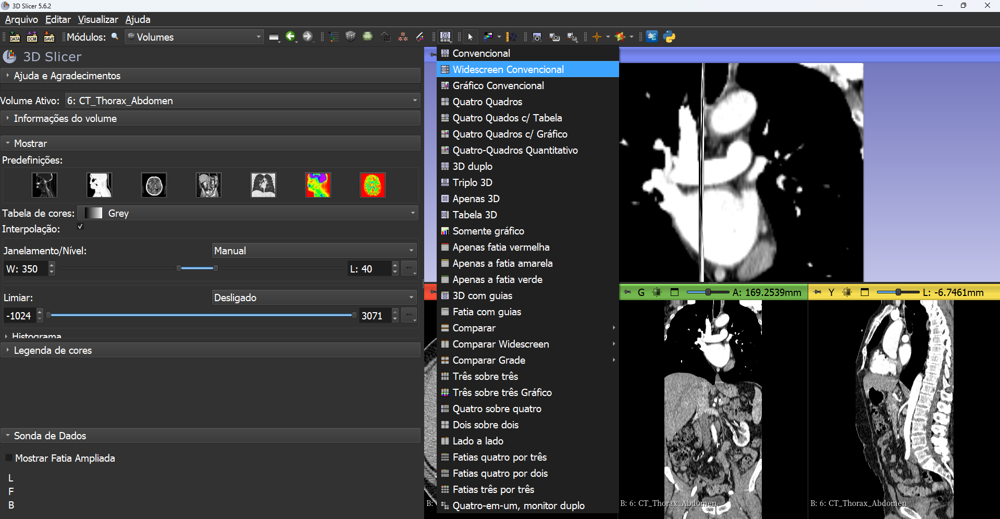 3D Slicer 5.6.2
Arquivo Editar Visualizar Ajuda
DATA DCM SAVE Módulos: Volumes
3D Slicer
Ajuda e Agradecimentos
Volume Ativo: 6: CT_Thorax_Abdomen
Informações do volume
Mostrar
Predefinições:
Tabela de cores: Grey
Interpolação:
Janelamento/Nível: Manual
W: 350 L: 40
Limiar: Desligado
-1024 3071
Histograma
Legenda de cores
Sonda de Dados
Mostrar Fatia Ampliada
L
F
B
Convencional
Widescreen Convencional
Gráfico Convencional
Quatro Quadros
Quatro Quados c/ Tabela
Quatro Quadros c/ Gráfico
Quatro-Quadros Quantitativo
3D duplo
Triplo 3D
Apenas 3D
Tabela 3D
Somente gráfico
Apenas fatia vermelha
Apenas a fatia amarela
Apenas a fatia verde
3D com guias
Fatia com guias
Comparar
Comparar Widescreen
Comparar Grade
Três sobre três
Três sobre três Gráfico
Quatro sobre quatro
Dois sobre dois
Lado a lado
Fatias quatro por três
Fatias quatro por dois
Fatias três por três
Quatro-em-um, monitor duplo
G A: 169.2539mm
Y L: -6.7461mm
B:
B: 6: CT_Thorax_Abdomen
B: 6: CT_Thorax_Abdomen